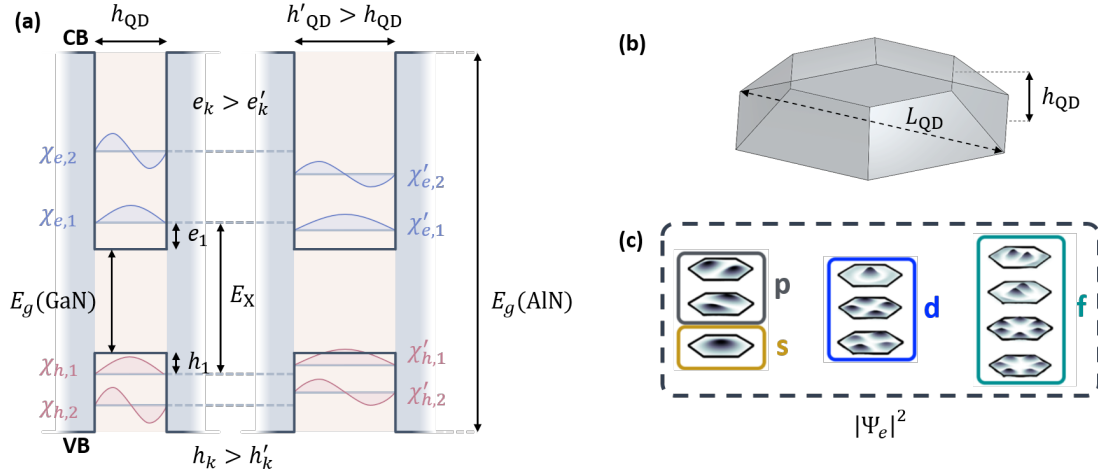 (a)
h_QD
h'_QD > h_QD
CB
e_k > e'_k
χ_e,2
χ'_e,2
χ_e,1
χ'_e,1
e_1
E_g(GaN)
E_X
E_g(AlN)
χ_h,1
h_1
χ'_h,1
χ_h,2
χ'_h,2
VB
h_k > h'_k
(b)
h_QD
L_QD
(c)
p
s
d
f
|Ψ_e|^2